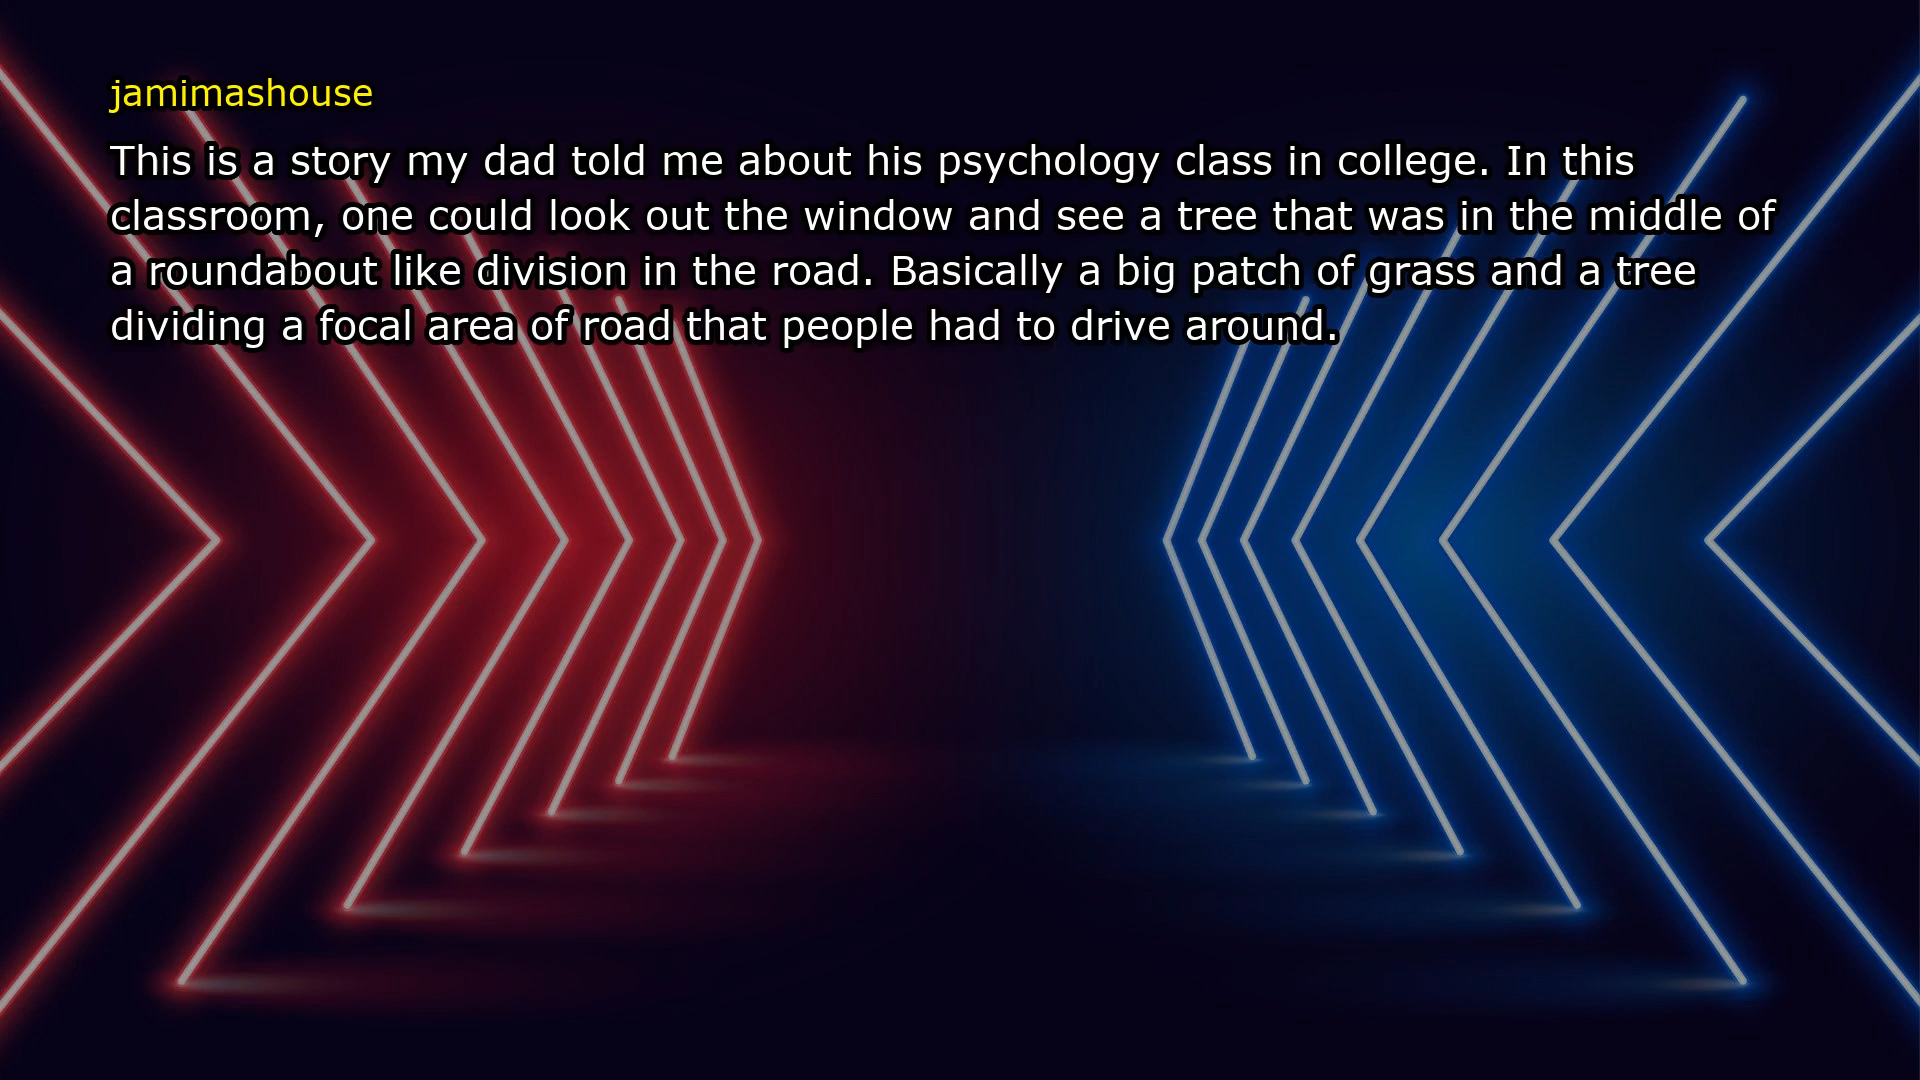 jamimashouse
This is a story my dad told me about his psychology class in college. In this
classroom, one could look out the window and see a tree that was in the middle of
a roundabout like division in the road. Basically a big patch of grass and a tree
dividing a focal area of road that people had to drive around.